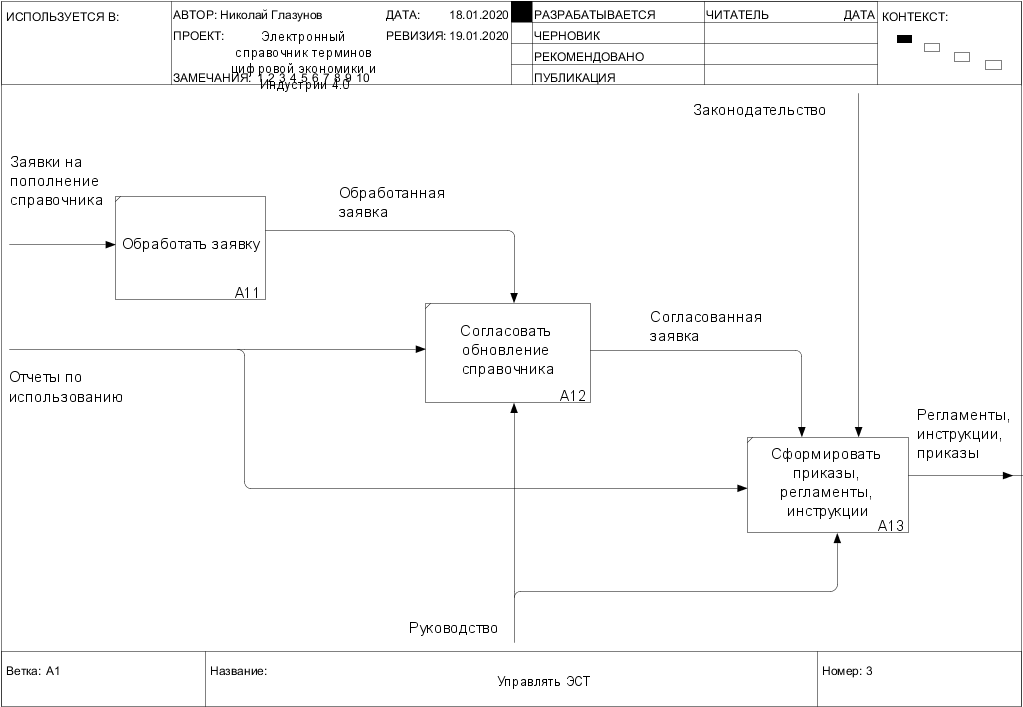 ИСПОЛЬЗУЕТСЯ В:
АВТОР: Николай Глазунов
ДАТА: 18.01.2020
ПРОЕКТ: Электронный
справочник терминов
цифровой экономики и
Индустрии 4.0
РЕВИЗИЯ: 19.01.2020
ЗАМЕЧАНИЯ: 1 2 3 4 5 6 7 8 9 10
РАЗРАБАТЫВАЕТСЯ
ЧЕРНОВИК
РЕКОМЕНДОВАНО
ПУБЛИКАЦИЯ
ЧИТАТЕЛЬ ДАТА
КОНТЕКСТ:
Законодательство
Заявки на
пополнение
справочника
Обработать заявку
A11
Обработанная
заявка
Согласовать
обновление
справочника
A12
Согласованная
заявка
Отчеты по
использованию
Сформировать
приказы,
регламенты,
инструкции
A13
Регламенты,
инструкции,
приказы
Руководство
Ветка: A1
Название:
Управлять ЭСТ
Номер: 3